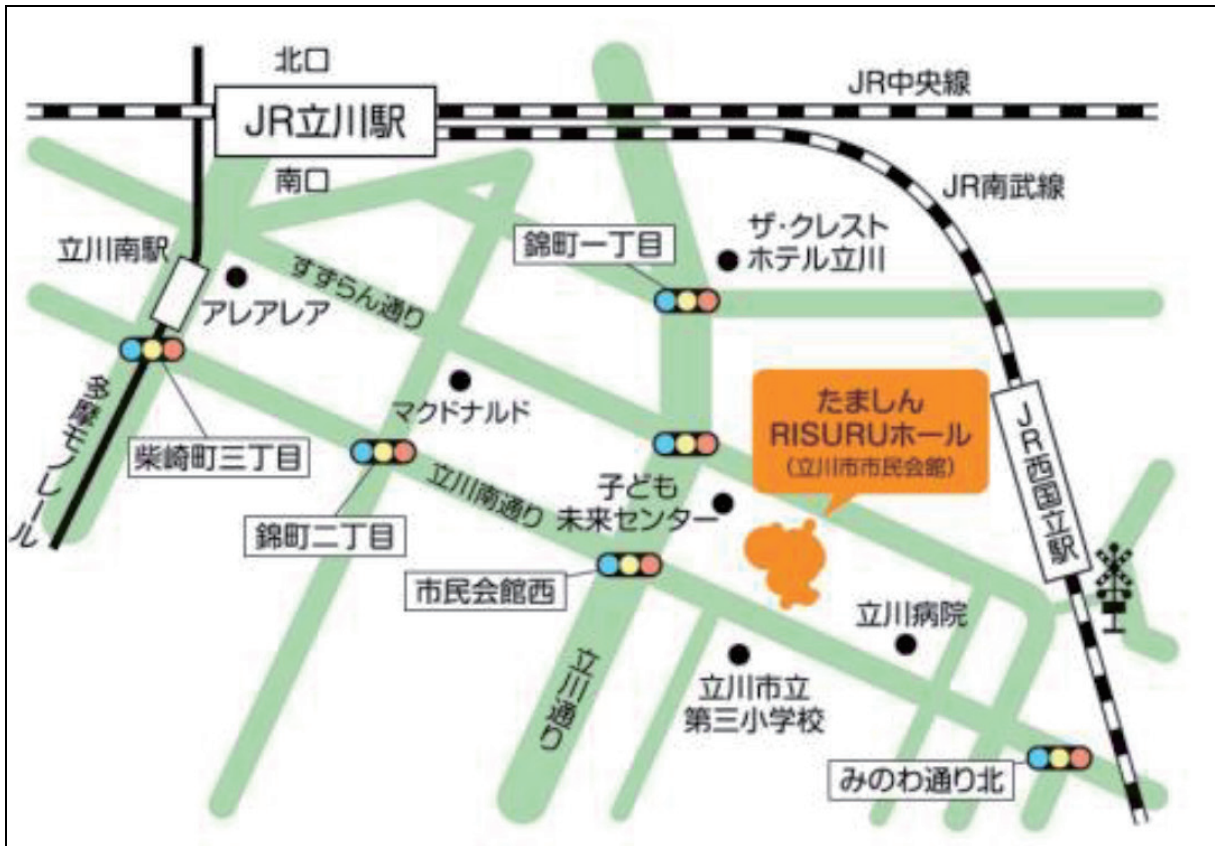 北口
JR中央線
JR立川駅
南口
JR南武線
立川南駅
アレアレア
すずらん通り
錦町一丁目
ザ・クレスト
ホテル立川
多摩モノレール
柴崎町三丁目
マクドナルド
錦町二丁目
立川南通り
たましん
RISURUホール
(立川市市民会館)
子ども
未来センター
市民会館西
JR西国立駅
立川通り
立川病院
立川市立
第三小学校
みのわ通り北